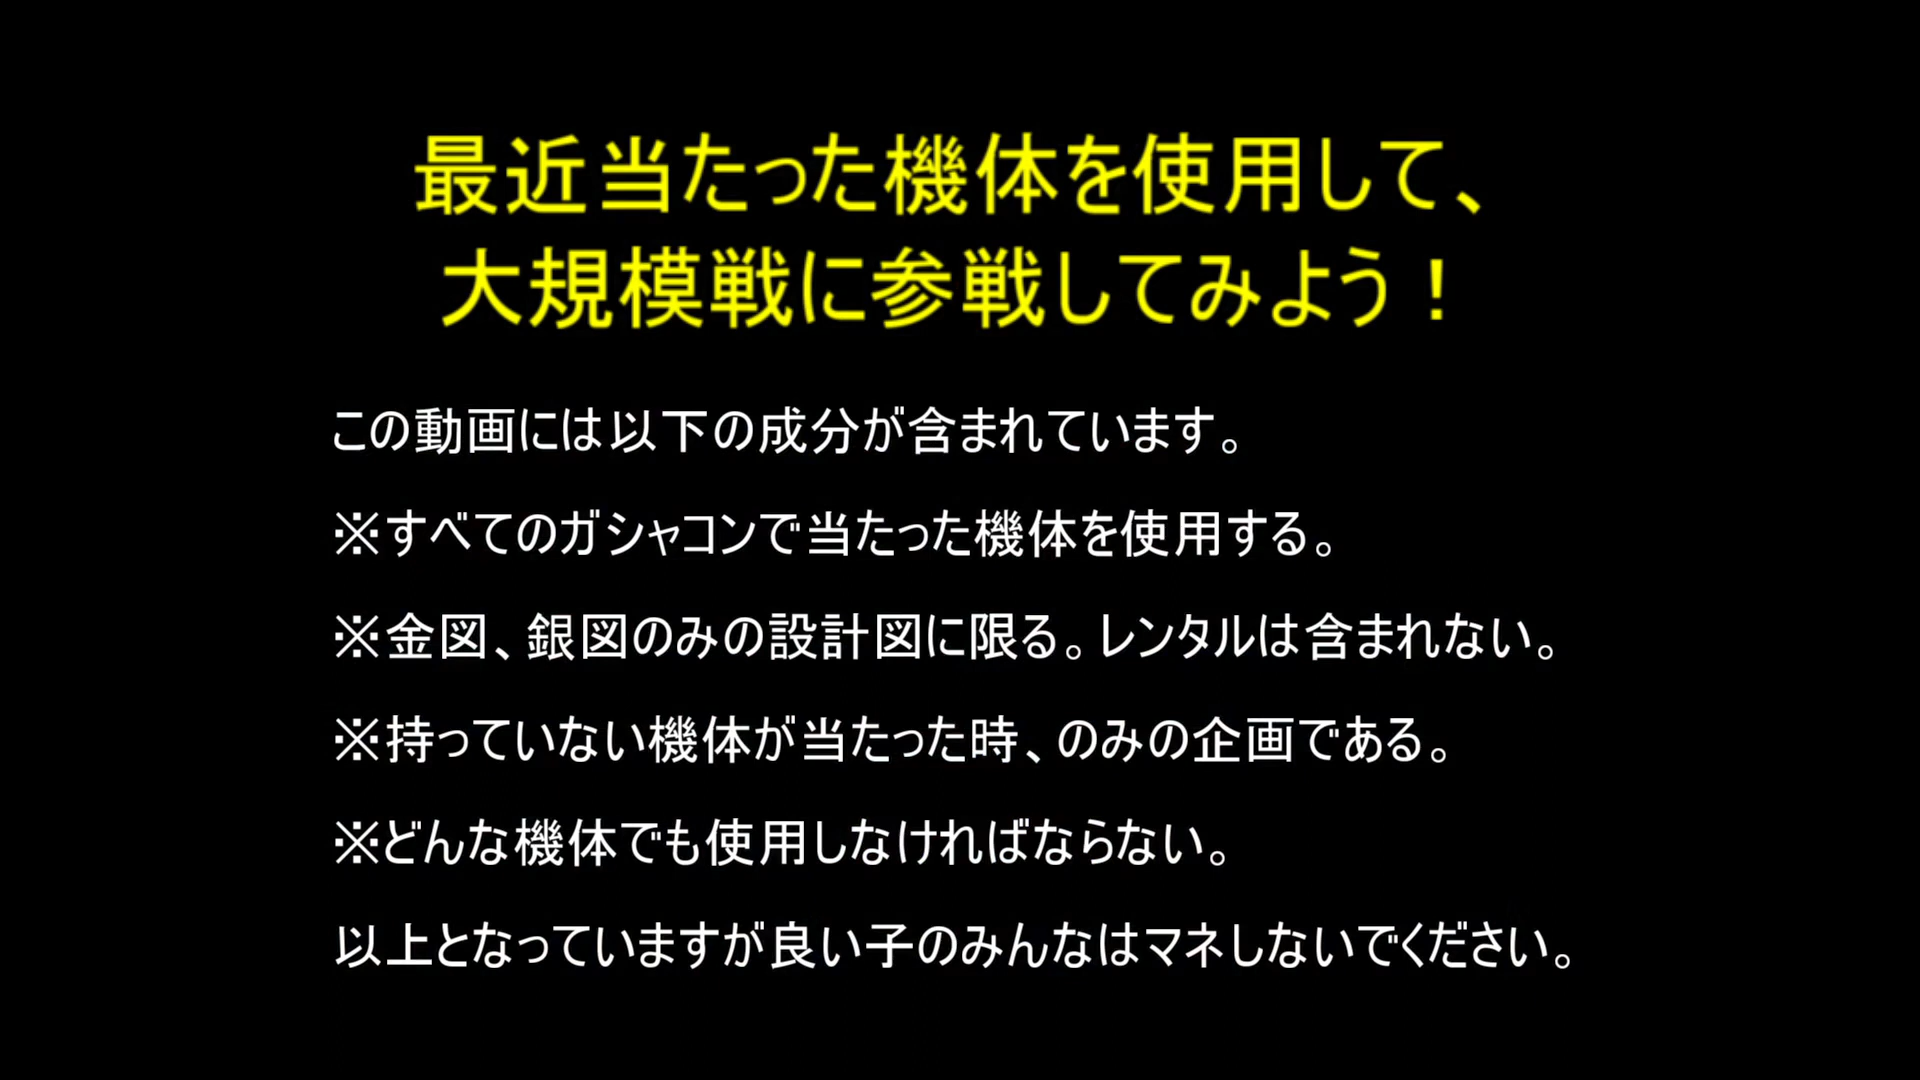 最近当たった機体を使用して、
大規模戦に参戦してみよう！
この動画には以下の成分が含まれています。
※すべてのガシャコンで当たった機体を使用する。
※金図、銀図のみの設計図に限る。レンタルは含まれない。
※持っていない機体が当たった時、のみの企画である。
※どんな機体でも使用しなければならない。
以上となっていますが良い子のみんなはマネしないでください。